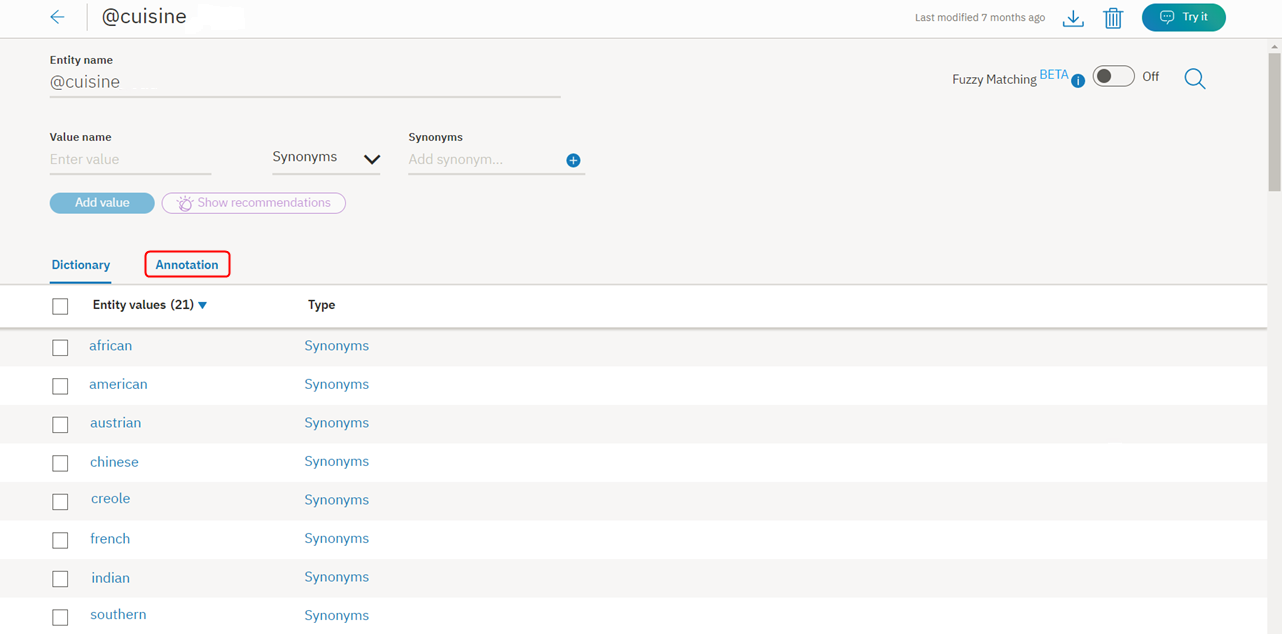 @cuisine
Last modified 7 months ago
Try it
Entity name
@cuisine
Fuzzy Matching BETA i Off
Value name
Synonyms
Enter value
Synonyms
Add synonym...
Add value
Show recommendations
Dictionary
Annotation
Entity values (21)
Type
african
Synonyms
american
Synonyms
austrian
Synonyms
chinese
Synonyms
creole
Synonyms
french
Synonyms
indian
Synonyms
southern
Synonyms